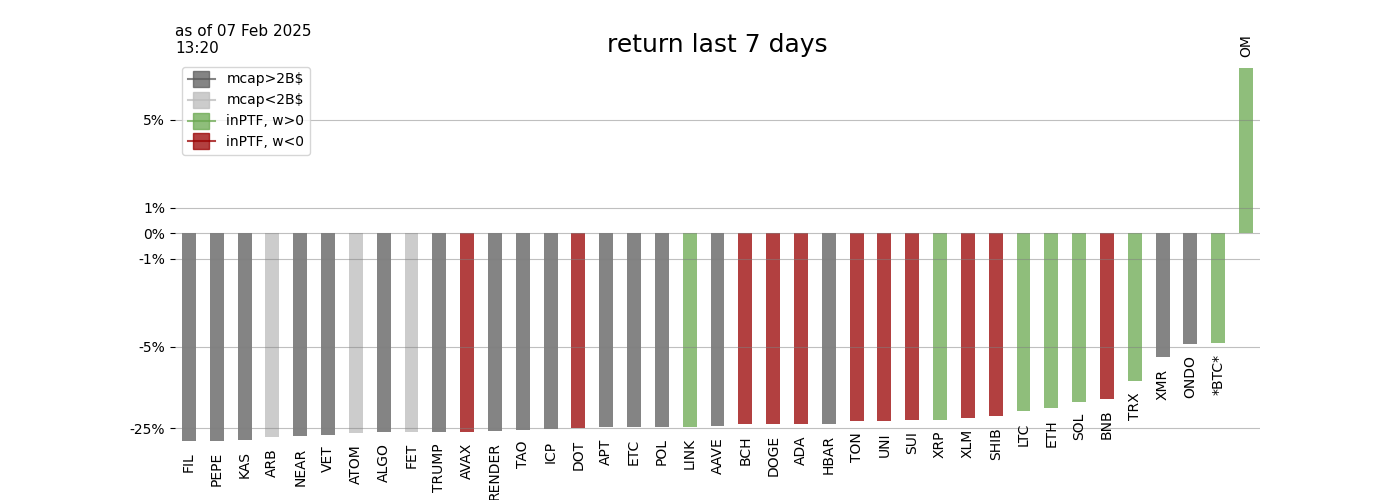 as of 07 Feb 2025
13:20
return last 7 days
mcap>2B$
mcap<2B$
inPTF, w>0
inPTF, w<0
5%
1%
0%
-1%
-5%
-25%
FIL
PEPE
KAS
ARB
NEAR
VET
ATOM
ALGO
FET
TRUMP
AVAX
RENDER
TAO
ICP
DOT
APT
ETC
POL
LINK
AAVE
BCH
DOGE
ADA
HBAR
TON
UNI
SUI
XRP
XLM
SHIB
LTC
ETH
SOL
BNB
TRX
XMR
ONDO
*BTC*
OM